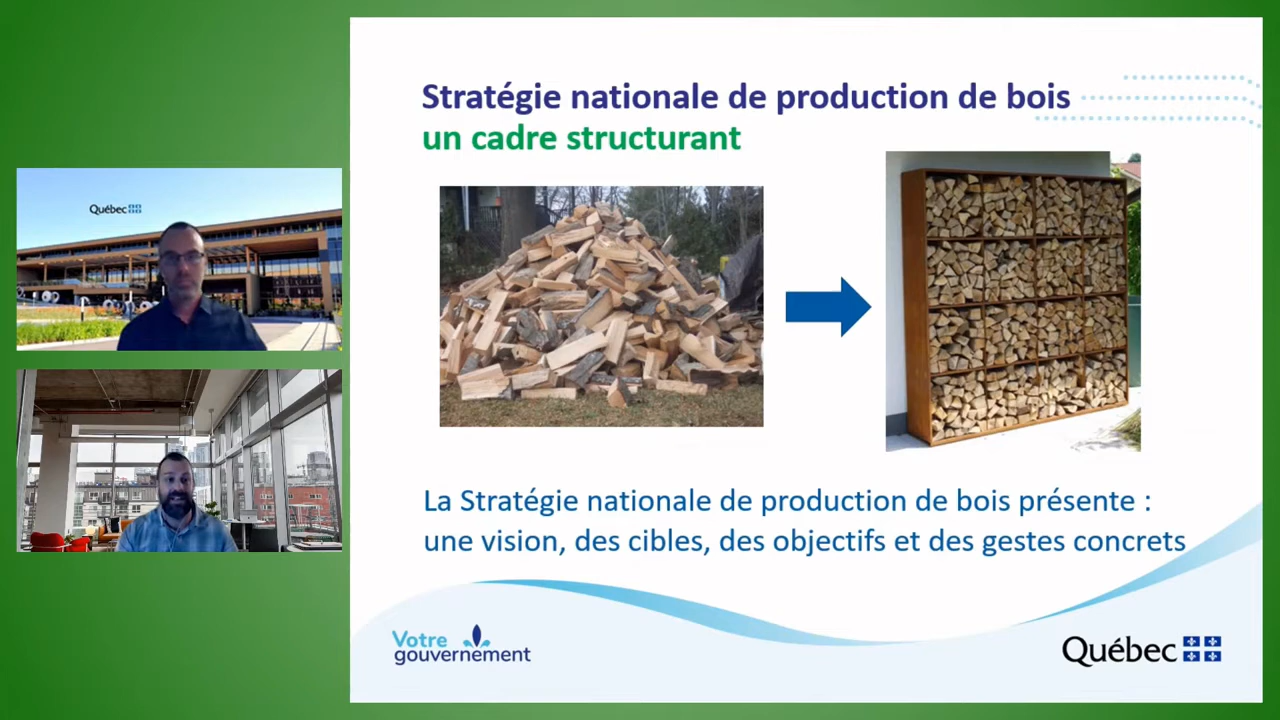 Stratégie nationale de production de bois
un cadre structurant
Québec
La Stratégie nationale de production de bois présente :
une vision, des cibles, des objectifs et des gestes concrets
Votre
gouvernement
Québec